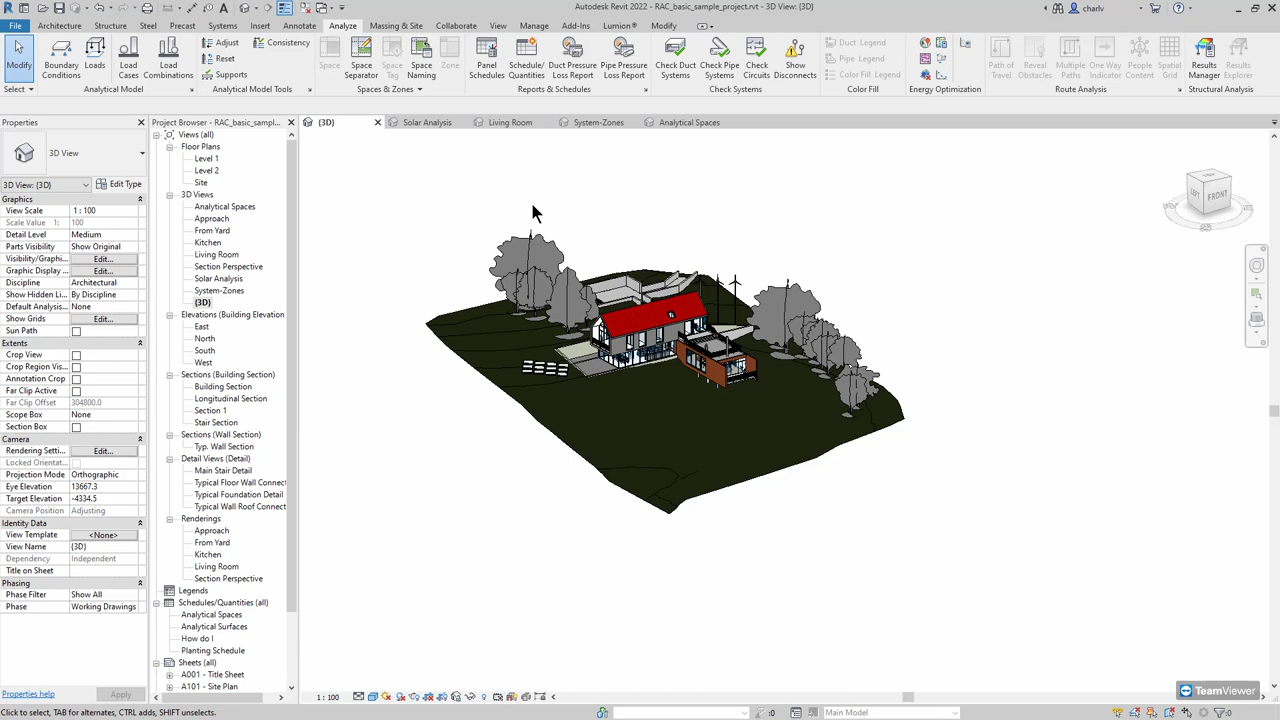 Autodesk Revit 2022 - RAC_basic_sample_project.rvt - 3D View: {3D}
charlv
File Architecture Structure Steel Precast Systems Insert Annotate Analyze Massing & Site Collaborate View Manage Add-Ins Lumion® Modify
Modify
Select
Boundary Conditions
Loads
Load Cases
Load Combinations
Analytical Model
Adjust
Reset
Supports
Consistency
Analytical Model Tools
Space
Space Separator
Space Tag
Space Naming
Zone
Spaces & Zones
Panel Schedules
Schedule/ Quantities
Duct Pressure Loss Report
Pipe Pressure Loss Report
Reports & Schedules
Check Duct Systems
Check Pipe Systems
Check Circuits
Show Disconnects
Check Systems
Duct Legend
Pipe Legend
Color Fill Legend
Color Fill
Energy Optimization
Path of Travel
Reveal Obstacles
Multiple Paths
One Way Indicator
People Content
Spatial Grid
Route Analysis
Results Manager
Results Explorer
Structural Analysis
Properties
3D View
3D View: {3D}
Edit Type
Graphics
View Scale 1 : 100
Scale Value 1: 100
Detail Level Medium
Parts Visibility Show Original
Visibility/Graphi... Edit...
Graphic Display ... Edit...
Discipline Architectural
Show Hidden Li... By Discipline
Default Analysis... None
Show Grids Edit...
Sun Path
Extents
Crop View
Crop Region Vis...
Annotation Crop
Far Clip Active
Far Clip Offset 304800.0
Scope Box None
Section Box
Camera
Rendering Setti... Edit...
Locked Orientat...
Projection Mode Orthographic
Eye Elevation 13667.3
Target Elevation -4334.5
Camera Position Adjusting
Identity Data
View Template <None>
View Name {3D}
Dependency Independent
Title on Sheet
Phasing
Phase Filter Show All
Phase Working Drawings
Properties help
Apply
Project Browser - RAC_basic_sampl...
Views (all)
Floor Plans
Level 1
Level 2
Site
3D Views
Analytical Spaces
Approach
From Yard
Kitchen
Living Room
Section Perspective
Solar Analysis
System-Zones
{3D}
Elevations (Building Elevation
East
North
South
West
Sections (Building Section)
Building Section
Longitudinal Section
Section 1
Stair Section
Sections (Wall Section)
Typ. Wall Section
Detail Views (Detail)
Main Stair Detail
Typical Floor Wall Connect
Typical Foundation Detail
Typical Wall Roof Connect
Renderings
Approach
From Yard
Kitchen
Living Room
Section Perspective
Legends
Schedules/Quantities (all)
Analytical Spaces
Analytical Surfaces
How do I
Planting Schedule
Sheets (all)
A001 - Title Sheet
A101 - Site Plan
{3D}
Solar Analysis
Living Room
System-Zones
Analytical Spaces
TOP
LEFT
FRONT
1 : 100
TeamViewer
Click to select, TAB for alternates, CTRL adds, SHIFT unselects.
:0
Main Model
:0